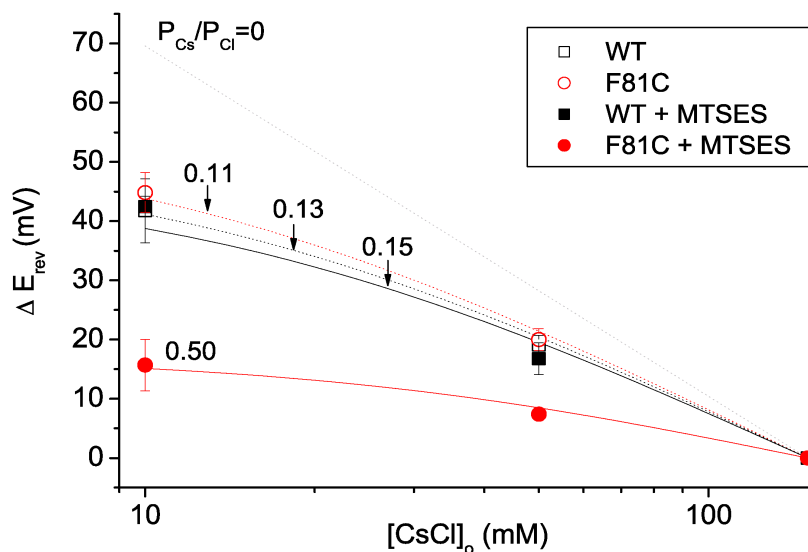 P_Cs/P_Cl=0
WT
F81C
WT + MTSES
F81C + MTSES
70
60
50
40
30
20
10
0
Δ E_rev (mV)
0.11
0.13
0.15
0.50
10
100
[CsCl]_o (mM)